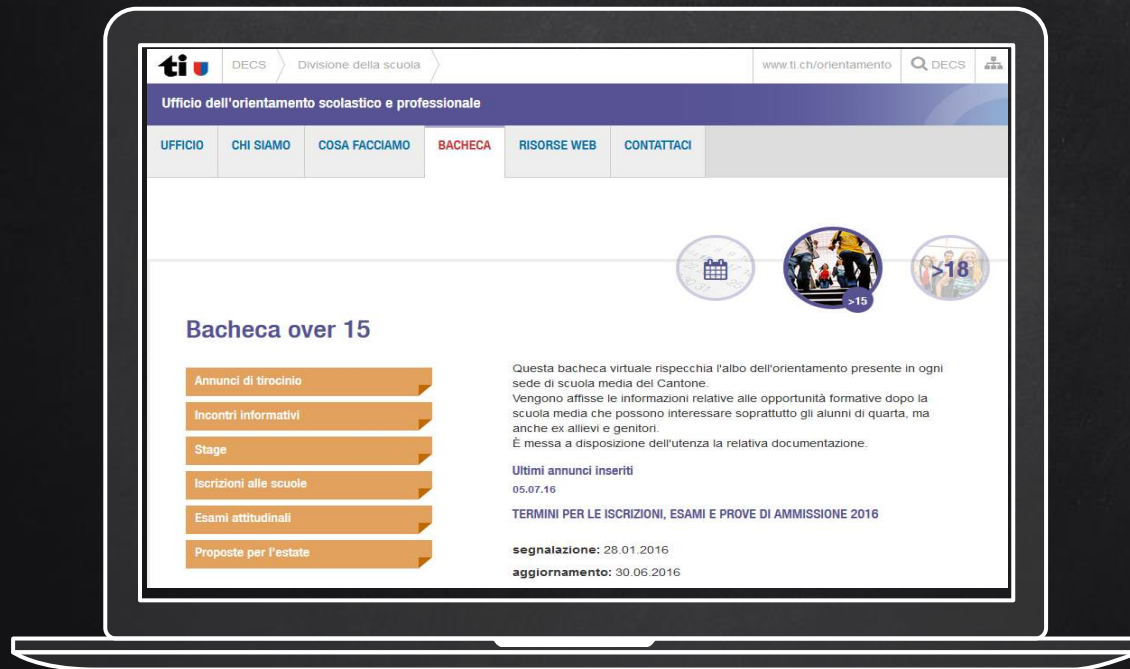 ti DECS Divisione della scuola www.ti.ch/orientamento DECS
Ufficio dell'orientamento scolastico e professionale
UFFICIO CHI SIAMO COSA FACCIAMO BACHECA RISORSE WEB CONTATTACI
>18
>15
Bacheca over 15
Annunci di tirocinio
Incontri informativi
Stage
Iscrizioni alle scuole
Esami attitudinali
Proposte per l'estate
Questa bacheca virtuale rispecchia l'albo dell'orientamento presente in ogni
sede di scuola media del Cantone.
Vengono affisse le informazioni relative alle opportunità formative dopo la
scuola media che possono interessare soprattutto gli alunni di quarta, ma
anche ex allievi e genitori.
È messa a disposizione dell'utenza la relativa documentazione.
Ultimi annunci inseriti
05.07.16
TERMINI PER LE ISCRIZIONI, ESAMI E PROVE DI AMMISSIONE 2016
segnalazione: 28.01.2016
aggiornamento: 30.06.2016